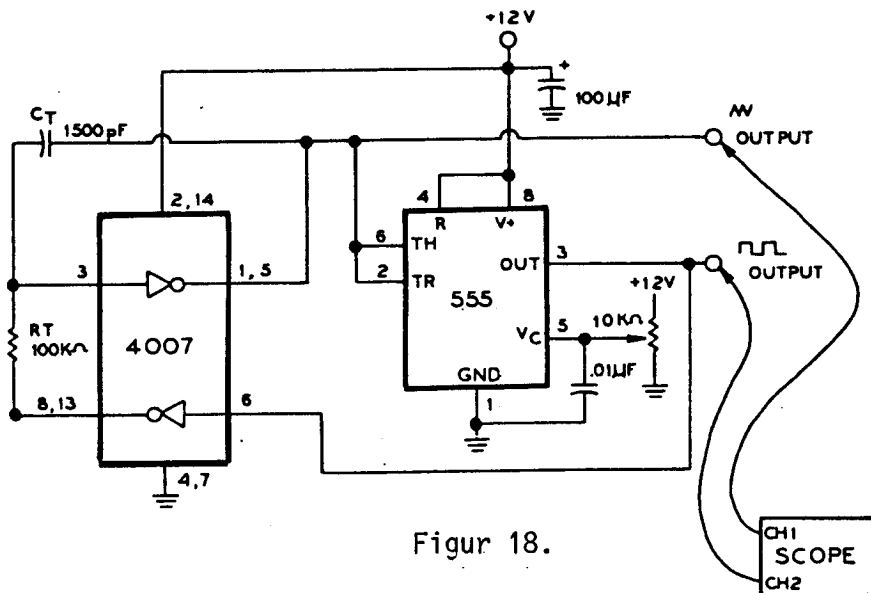 +12V
+
100µF
CT
1500pF
OUTPUT
2,14
4
8
R
V+
6
TH
3
1,5
2
TR
OUT
3
OUTPUT
555
+12V
RT
100KΩ
4007
VC
5
10KΩ
.01µF
GND
8,13
6
1
4,7
Figur 18.
CH1
SCOPE
CH2